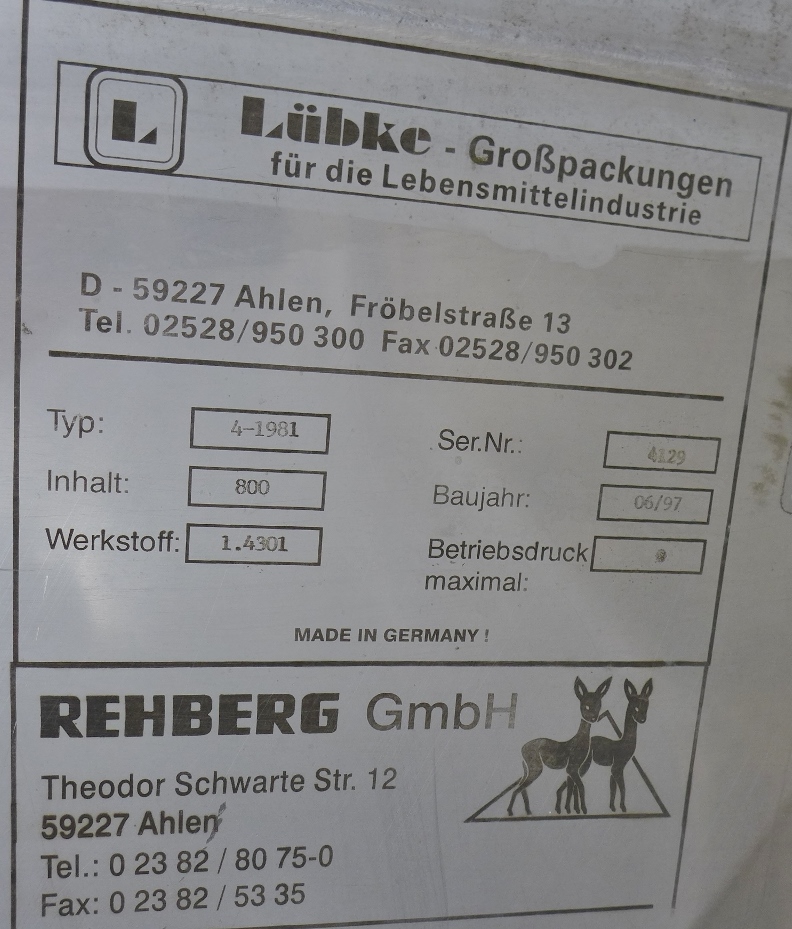 L
Lübke - Großpackungen
für die Lebensmittelindustrie
D - 59227 Ahlen, Fröbelstraße 13
Tel. 02528/950 300 Fax 02528/950 302
Typ: 4-1981
Ser.Nr.: 4129
Inhalt: 800
Baujahr: 06/97
Werkstoff: 1.4301
Betriebsdruck
maximal:
MADE IN GERMANY !
REHBERG GmbH
Theodor Schwarte Str. 12
59227 Ahlen
Tel.: 0 23 82 / 80 75-0
Fax: 0 23 82 / 53 35